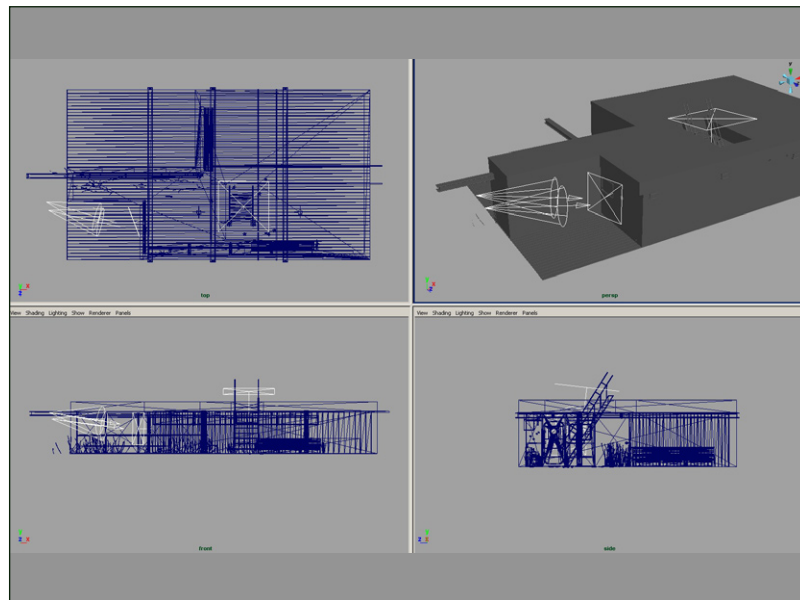 top
persp
View Shading Lighting Show Renderer Panels
View Shading Lighting Show Renderer Panels
front
side